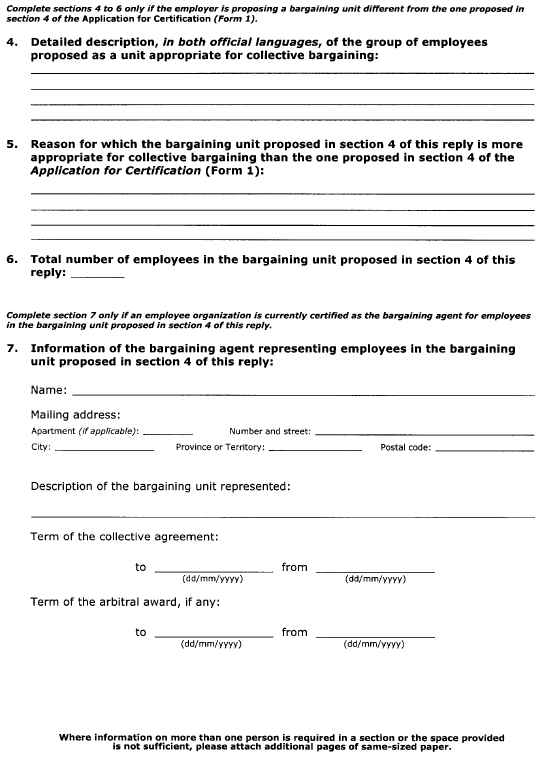 Complete sections 4 to 6 only if the employer is proposing a bargaining unit different from the one proposed in
section 4 of the Application for Certification (Form 1).
4. Detailed description, in both official languages, of the group of employees
proposed as a unit appropriate for collective bargaining:
5. Reason for which the bargaining unit proposed in section 4 of this reply is more
appropriate for collective bargaining than the one proposed in section 4 of the
Application for Certification (Form 1):
6. Total number of employees in the bargaining unit proposed in section 4 of this
reply: ________
Complete section 7 only if an employee organization is currently certified as the bargaining agent for employees
in the bargaining unit proposed in section 4 of this reply.
7. Information of the bargaining agent representing employees in the bargaining
unit proposed in section 4 of this reply:
Name:
Mailing address:
Apartment (if applicable): Number and street:
City: Province or Territory: Postal code:
Description of the bargaining unit represented:
Term of the collective agreement:
to from
(dd/mm/yyyy) (dd/mm/yyyy)
Term of the arbitral award, if any:
to from
(dd/mm/yyyy) (dd/mm/yyyy)
Where information on more than one person is required in a section or the space provided
is not sufficient, please attach additional pages of same-sized paper.